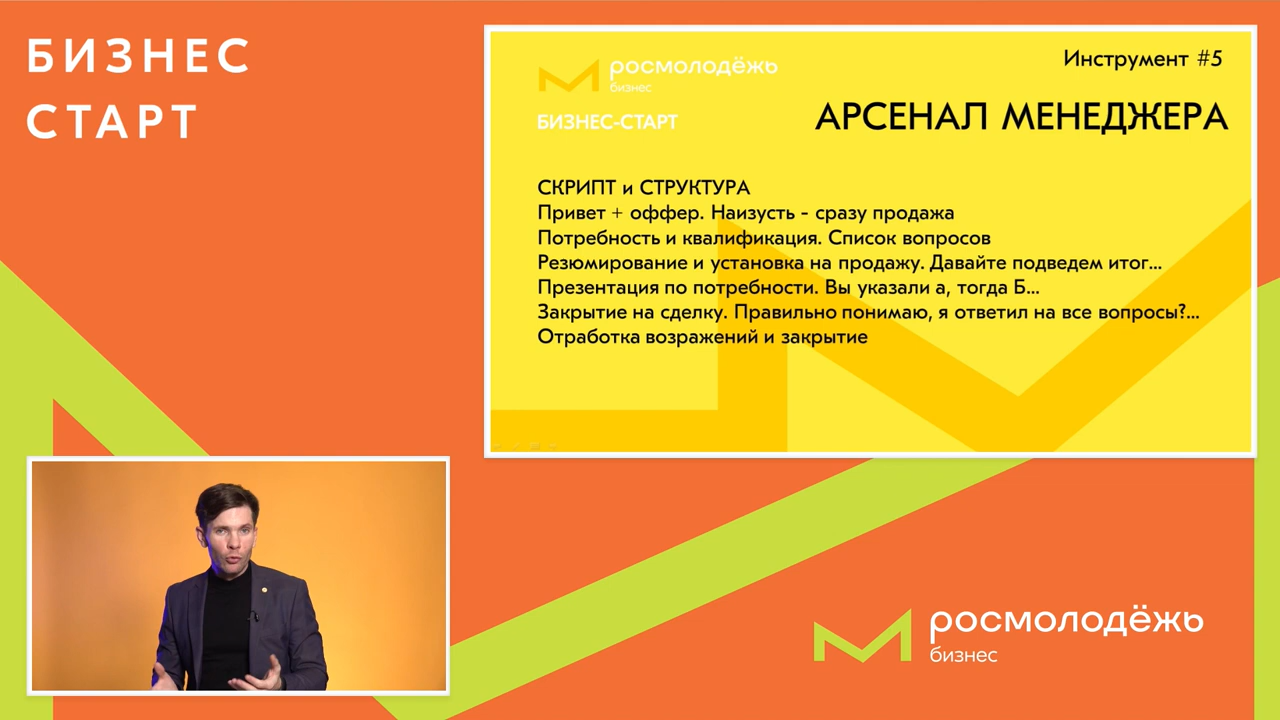 БИЗНЕС
СТАРТ
росмолодёжь
бизнес
БИЗНЕС-СТАРТ
Инструмент #5
АРСЕНАЛ МЕНЕДЖЕРА
СКРИПТ и СТРУКТУРА
Привет + оффер. Наизусть - сразу продажа
Потребность и квалификация. Список вопросов
Резюмирование и установка на продажу. Давайте подведем итог...
Презентация по потребности. Вы указали а, тогда Б...
Закрытие на сделку. Правильно понимаю, я ответил на все вопросы?...
Отработка возражений и закрытие
росмолодёжь
бизнес